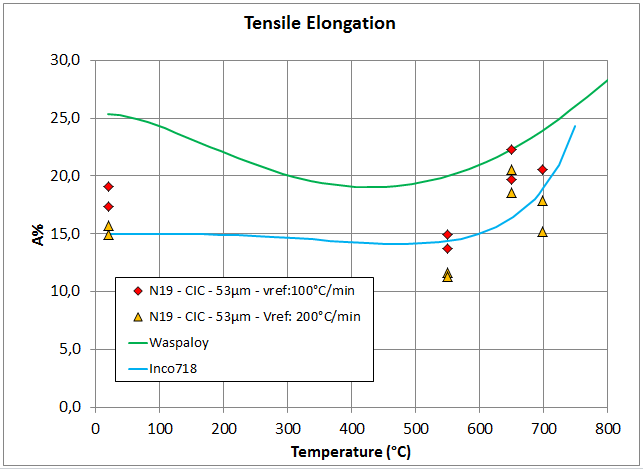 Tensile Elongation
30,0
25,0
20,0
15,0
10,0
5,0
0,0
A%
N19 - CIC - 53µm - vref:100°C/min
N19 - CIC - 53µm - Vref: 200°C/min
Waspaloy
Inco718
0 100 200 300 400 500 600 700 800
Temperature (°C)